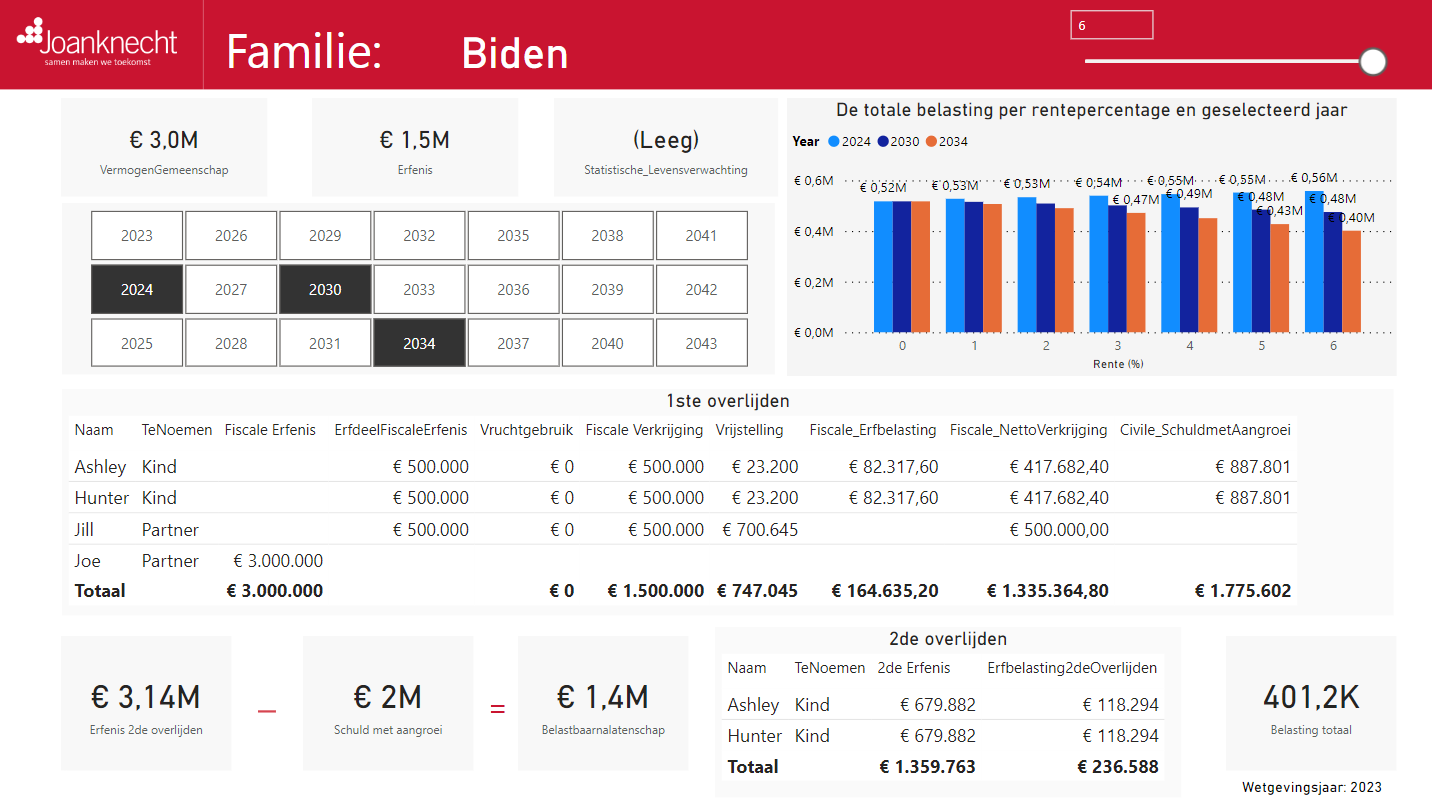 Joanknecht
samen maken we toekomst
Familie: Biden
6
€ 3,0M
VermogenGemeenschap
€ 1,5M
Erfenis
(Leeg)
Statistische_Levensverwachting
2023 2026 2029 2032 2035 2038 2041
2024 2027 2030 2033 2036 2039 2042
2025 2028 2031 2034 2037 2040 2043
De totale belasting per rentepercentage en geselecteerd jaar
Year 2024 2030 2034
€ 0,6M
€ 0,4M
€ 0,2M
€ 0,0M
€ 0,52M € 0,53M € 0,53M € 0,54M € 0,55M € 0,55M € 0,56M
€ 0,47M € 0,49M € 0,48M € 0,43M € 0,48M € 0,40M
0 1 2 3 4 5 6
Rente (%)
1ste overlijden
Naam TeNoemen Fiscale Erfenis ErfdeelFiscaleErfenis Vruchtgebruik Fiscale Verkrijging Vrijstelling Fiscale_Erfbelasting Fiscale_NettoVerkrijging Civile_SchuldmetAangroei
Ashley Kind € 500.000 € 0 € 500.000 € 23.200 € 82.317,60 € 417.682,40 € 887.801
Hunter Kind € 500.000 € 0 € 500.000 € 23.200 € 82.317,60 € 417.682,40 € 887.801
Jill Partner € 500.000 € 0 € 500.000 € 700.645 € 500.000,00
Joe Partner € 3.000.000
Totaal € 3.000.000 € 0 € 1.500.000 € 747.045 € 164.635,20 € 1.335.364,80 € 1.775.602
€ 3,14M
Erfenis 2de overlijden
–
€ 2M
Schuld met aangroei
=
€ 1,4M
Belastbaarnalatenschap
2de overlijden
Naam TeNoemen 2de Erfenis Erfbelasting2deOverlijden
Ashley Kind € 679.882 € 118.294
Hunter Kind € 679.882 € 118.294
Totaal € 1.359.763 € 236.588
401,2K
Belasting totaal
Wetgevingsjaar: 2023